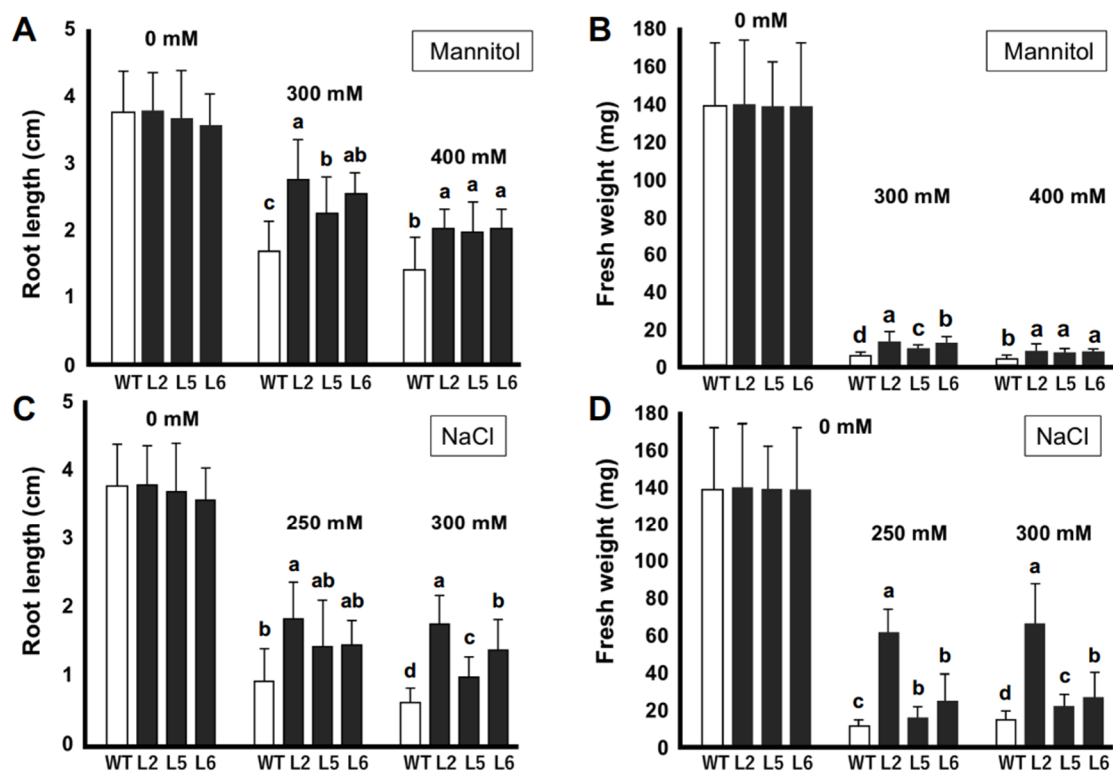 A
5
4
3
2
1
0
Root length (cm)
0 mM
300 mM
400 mM
Mannitol
c a b ab
b a a a
WT L2 L5 L6 WT L2 L5 L6 WT L2 L5 L6
B
180
160
140
120
100
80
60
40
20
0
Fresh weight (mg)
0 mM
300 mM
400 mM
Mannitol
d a c b
b a a a
WT L2 L5 L6 WT L2 L5 L6 WT L2 L5 L6
C
5
4
3
2
1
0
Root length (cm)
0 mM
250 mM
300 mM
NaCl
b a ab ab
d a c b
WT L2 L5 L6 WT L2 L5 L6 WT L2 L5 L6
D
180
160
140
120
100
80
60
40
20
0
Fresh weight (mg)
0 mM
250 mM
300 mM
NaCl
c a b b
d a c b
WT L2 L5 L6 WT L2 L5 L6 WT L2 L5 L6